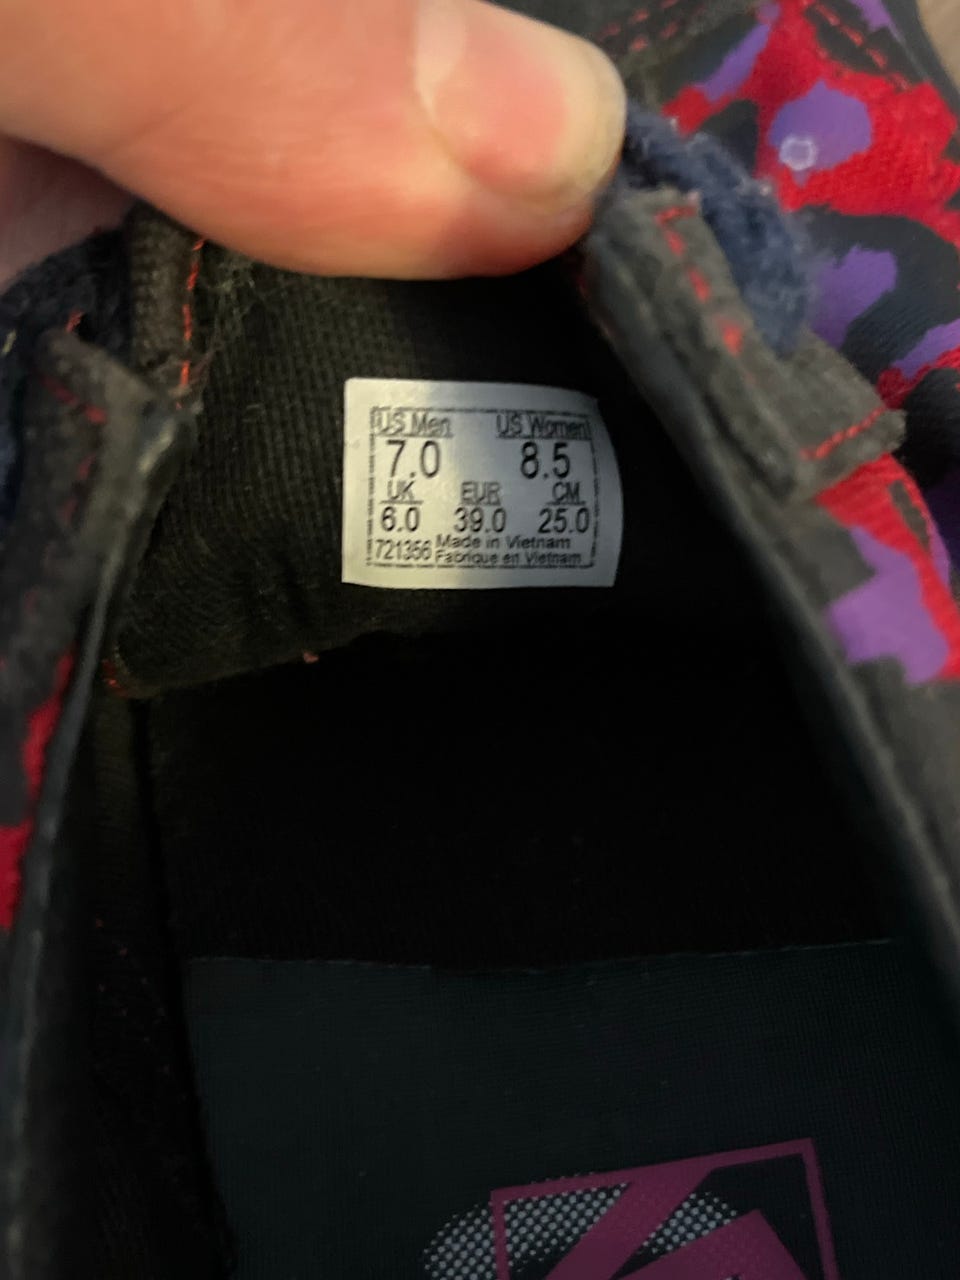 US Men US Women
7.0 8.5
UK EUR CM
6.0 39.0 25.0
721356 Made in Vietnam
Fabrique en Vietnam